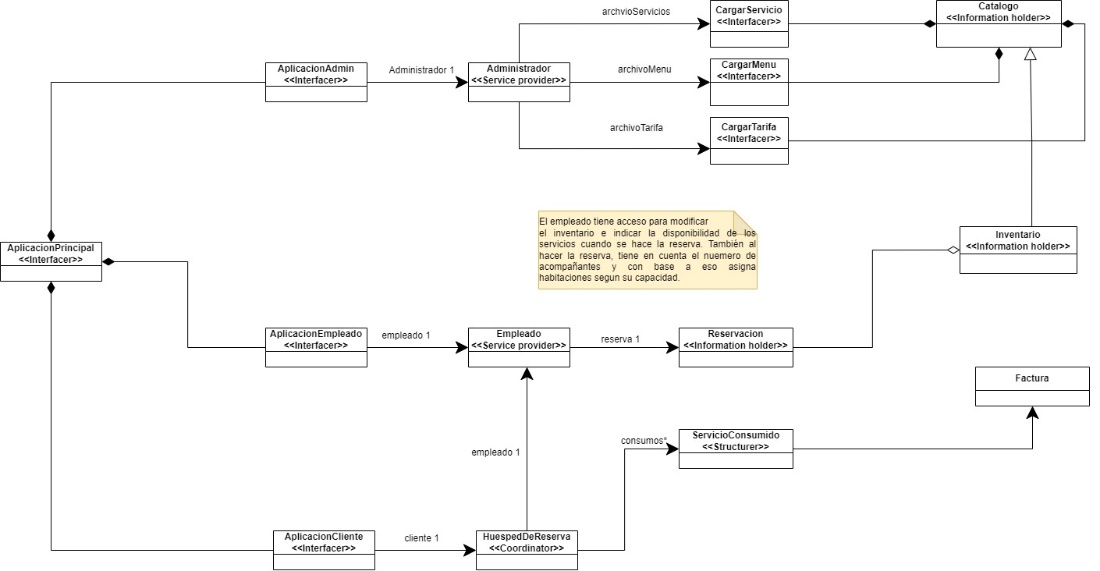 archvioServicios
CargarServicio
<<Interfacer>>
Catalogo
<<Information holder>>
AplicacionAdmin
<<Interfacer>>
Administrador 1
Administrador
<<Service provider>>
archivoMenu
CargarMenu
<<Interfacer>>
archivoTarifa
CargarTarifa
<<Interfacer>>
El empleado tiene acceso para modificar
el inventario e indicar la disponibilidad de los
servicios cuando se hace la reserva. También al
hacer la reserva, tiene en cuenta el nuemero de
acompañantes y con base a eso asigna
habitaciones segun su capacidad.
Inventario
<<Information holder>>
AplicacionPrincipal
<<Interfacer>>
AplicacionEmpleado
<<Interfacer>>
empleado 1
Empleado
<<Service provider>>
reserva 1
Reservacion
<<Information holder>>
Factura
empleado 1
consumos*
ServicioConsumido
<<Structurer>>
AplicacionCliente
<<Interfacer>>
cliente 1
HuespedDeReserva
<<Coordinator>>